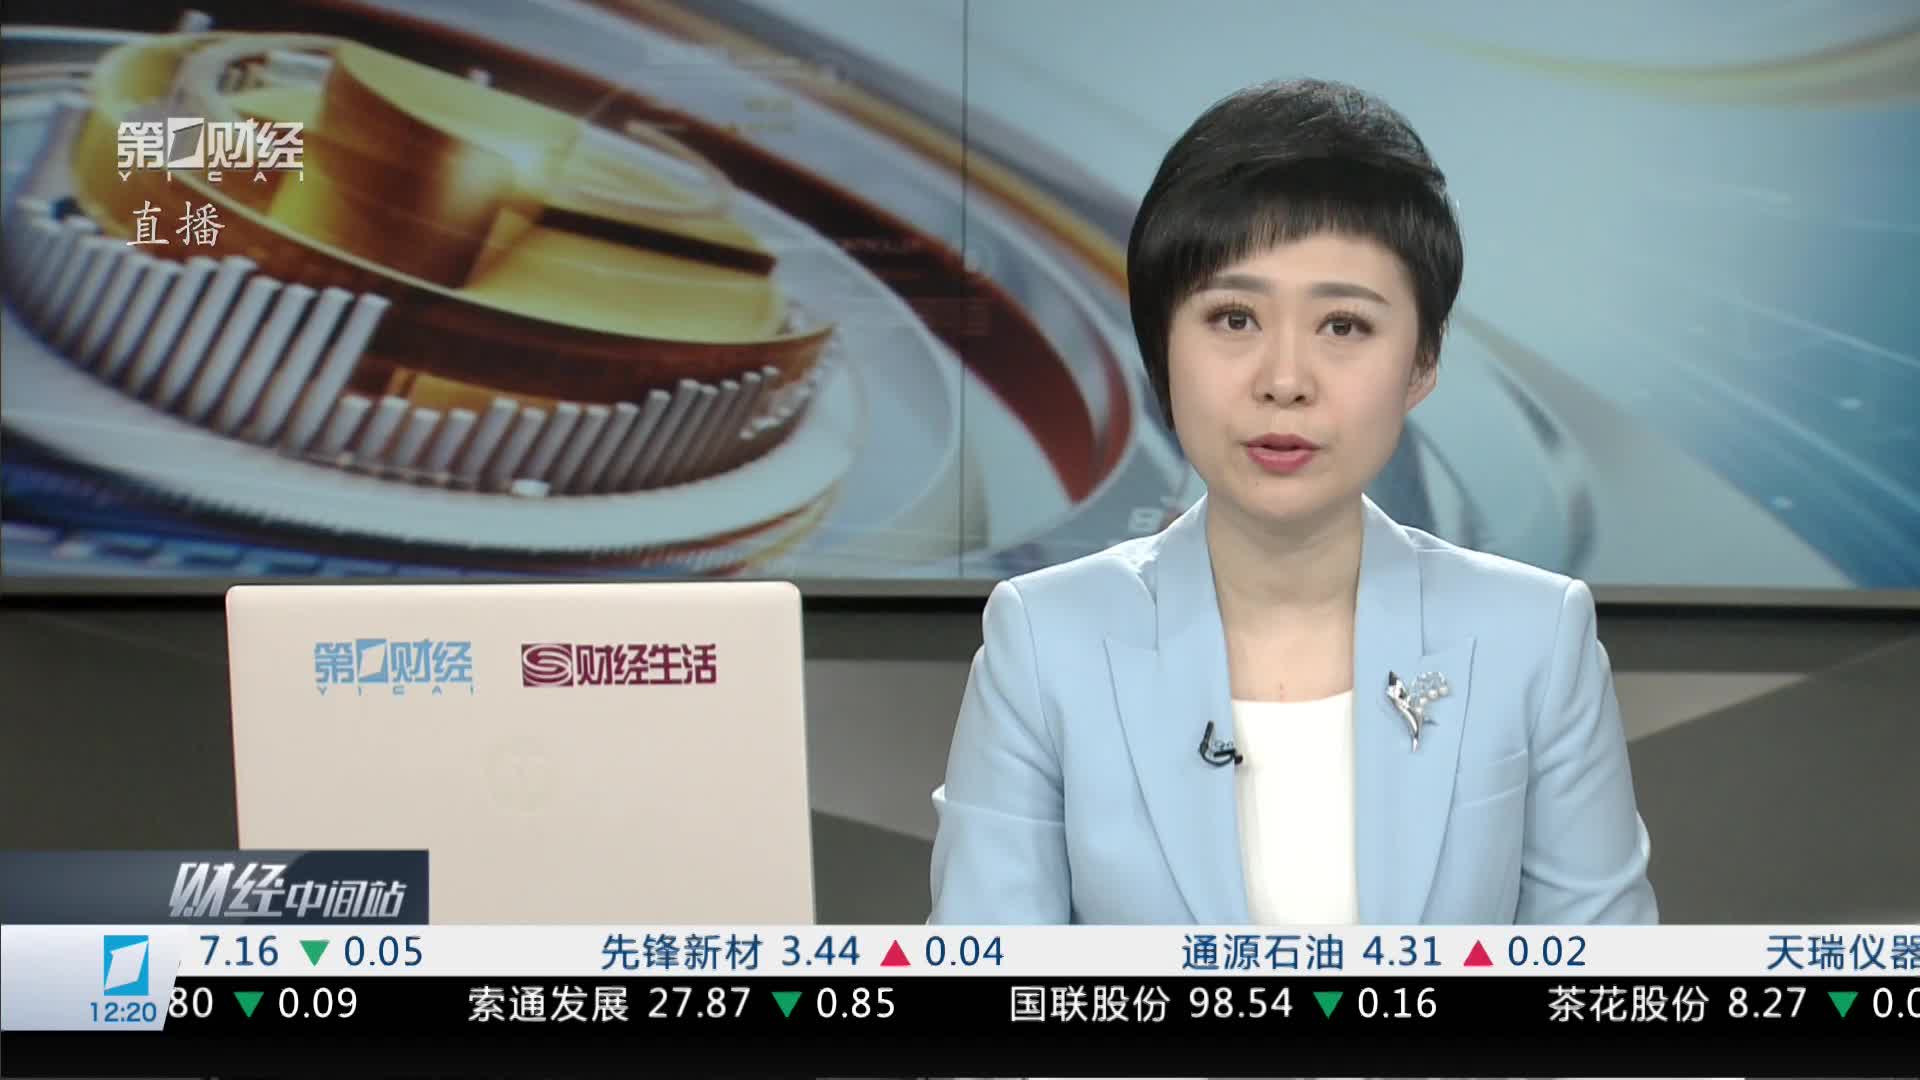 第一财经
YICAI
直播
第一财经 财经生活
YICAI
财经中间站
7.16 ▼ 0.05 先锋新材 3.44 ▲ 0.04 通源石油 4.31 ▲ 0.02 天瑞仪器
12:20
80 ▼ 0.09 索通发展 27.87 ▼ 0.85 国联股份 98.54 ▼ 0.16 茶花股份 8.27 ▼ 0.0